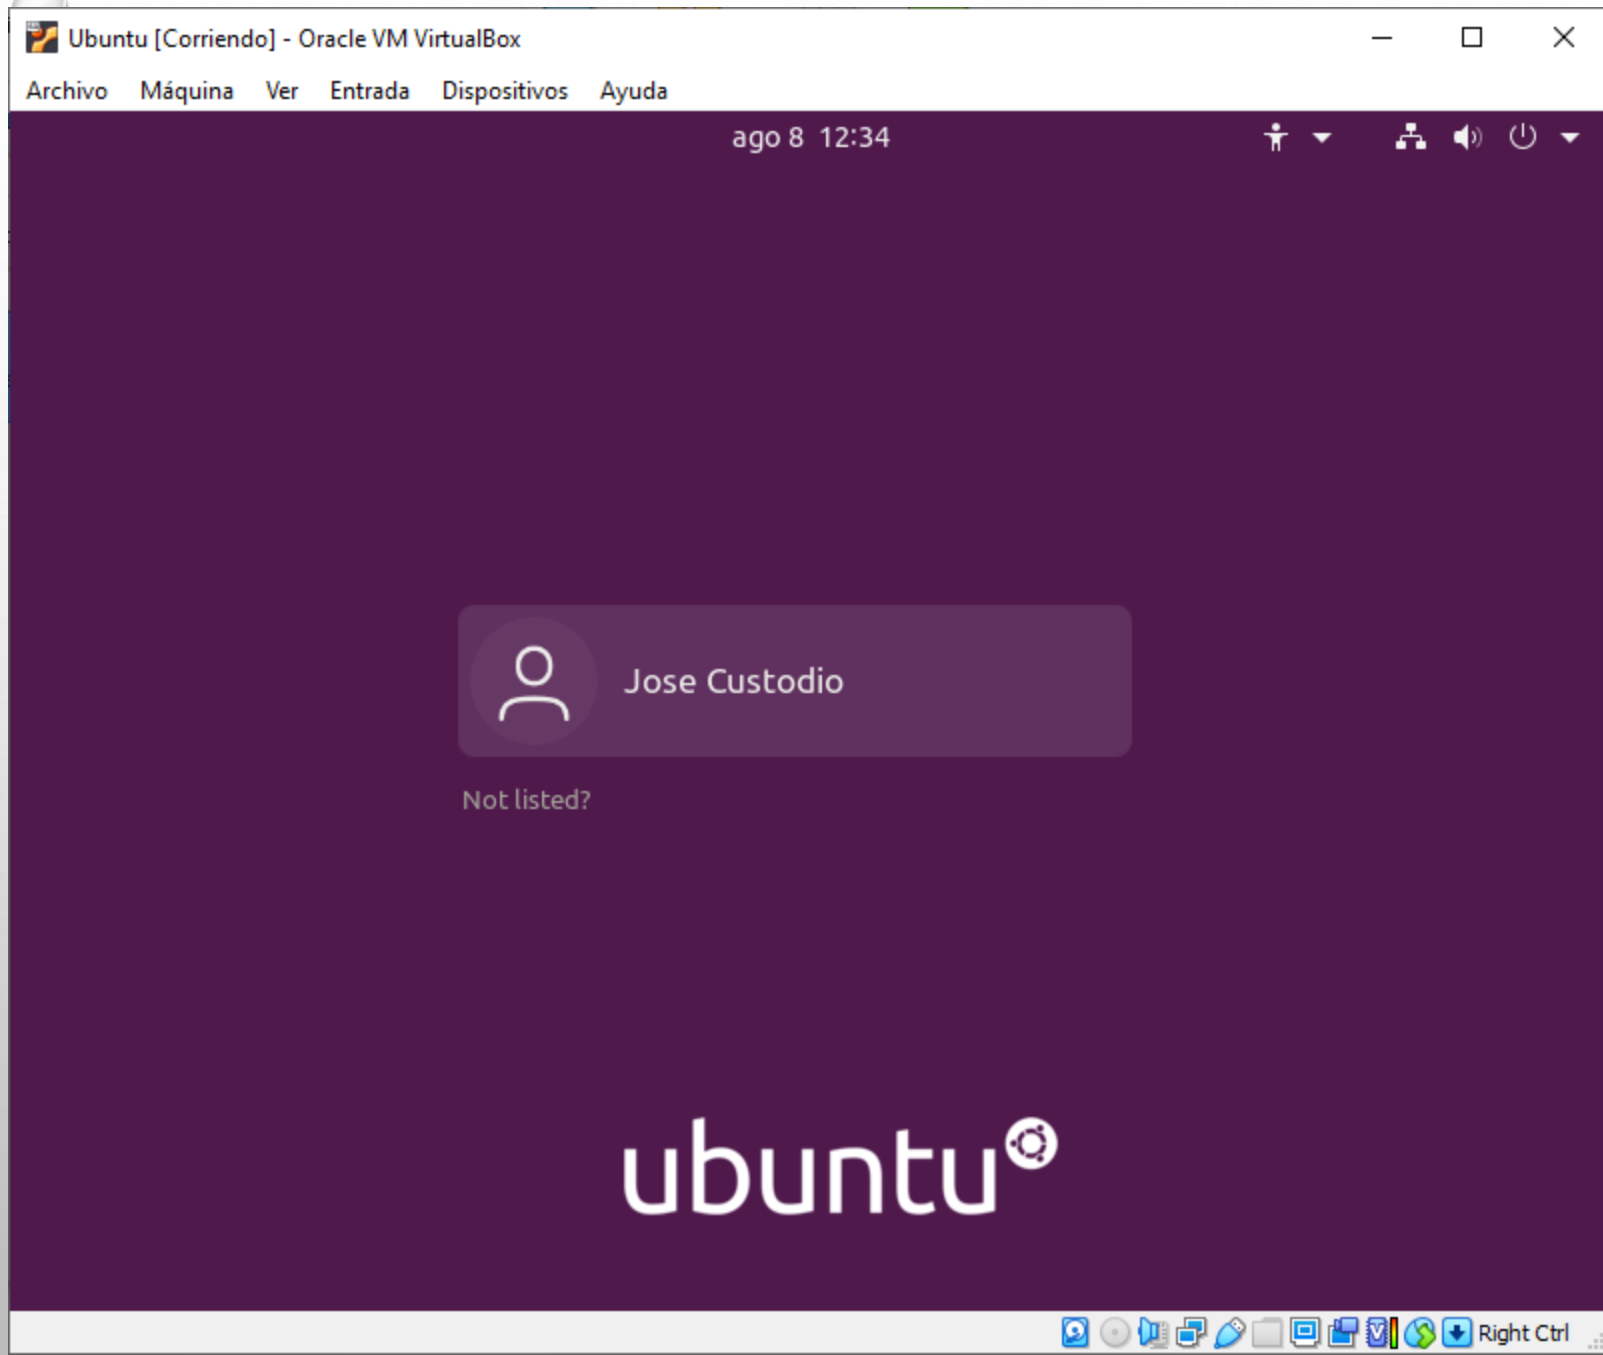 Ubuntu [Corriendo] - Oracle VM VirtualBox
Archivo Máquina Ver Entrada Dispositivos Ayuda
ago 8 12:34
Jose Custodio
Not listed?
ubuntu
Right Ctrl